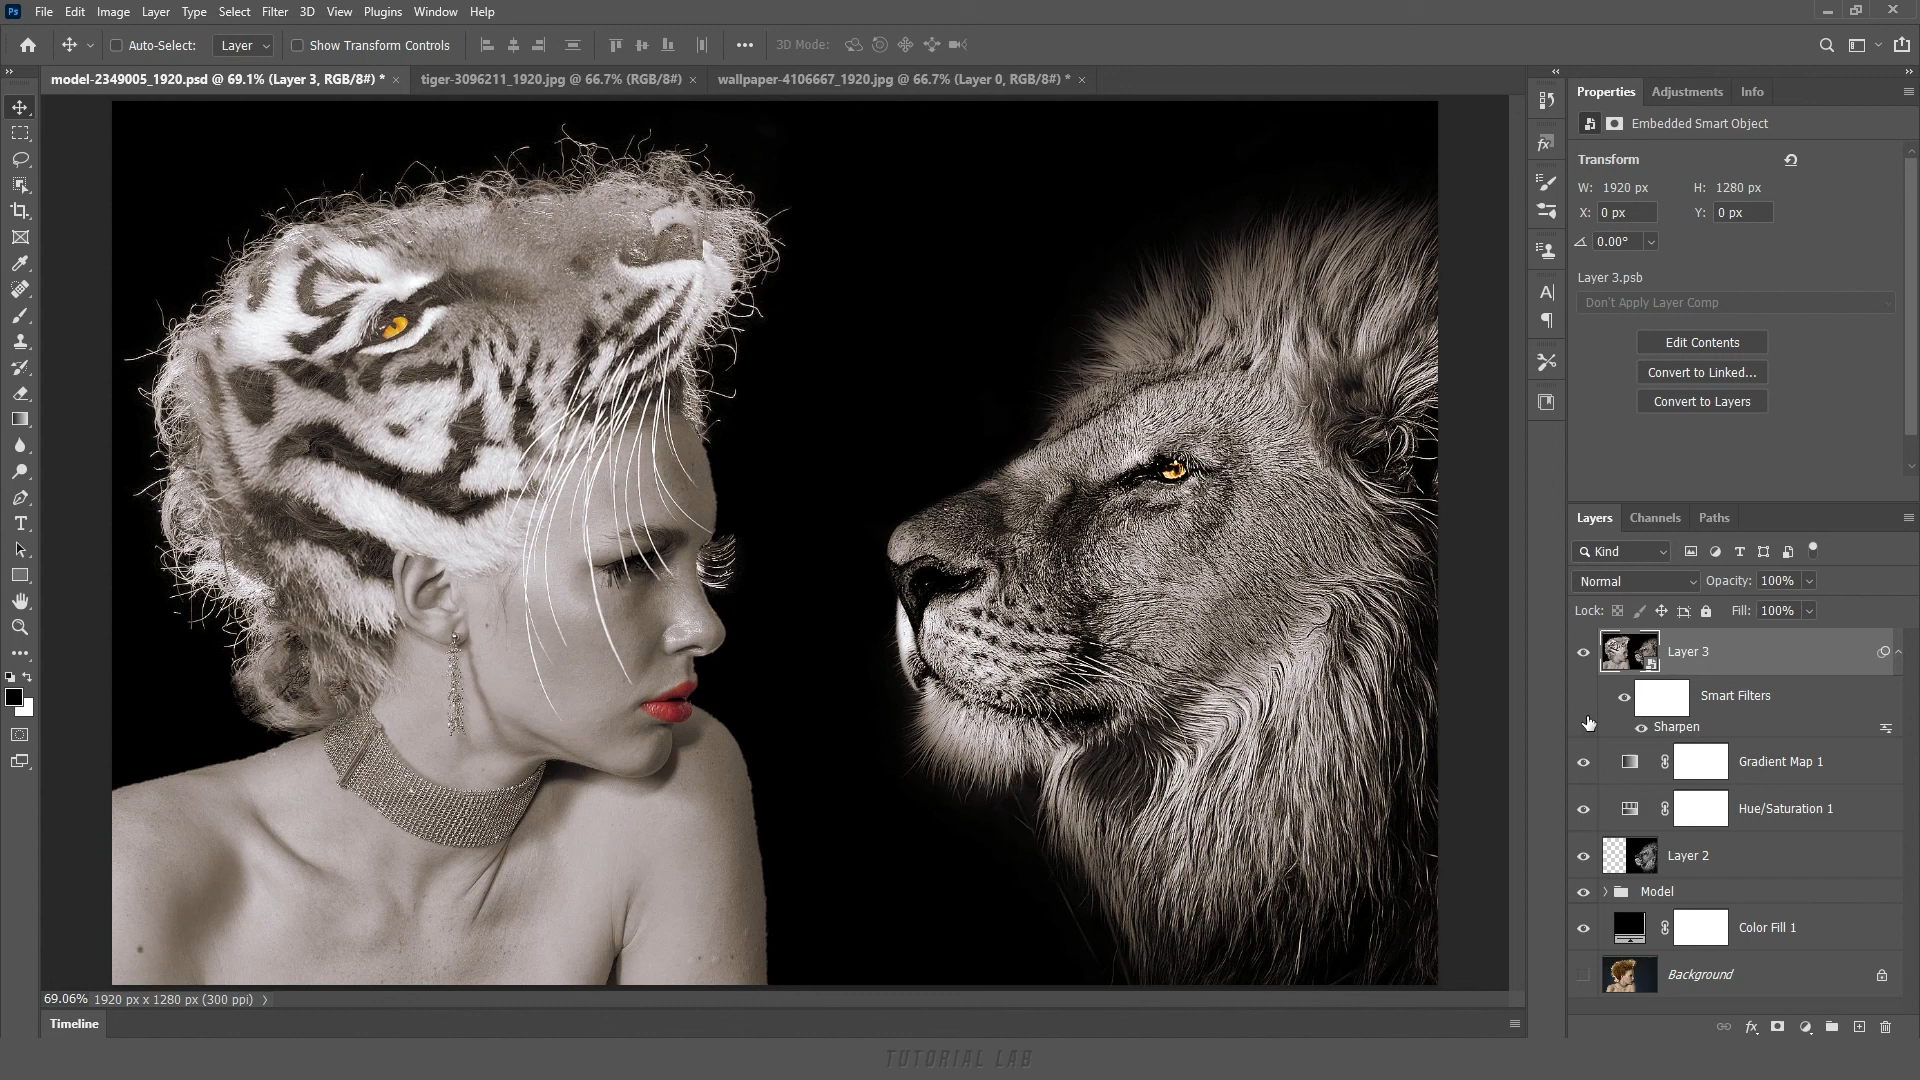 Ps File Edit Image Layer Type Select Filter 3D View Plugins Window Help
Auto-Select: Layer Show Transform Controls 3D Mode:
model-2349005_1920.psd @ 69.1% (Layer 3, RGB/8#) * × tiger-3096211_1920.jpg @ 66.7% (RGB/8#) × wallpaper-4106667_1920.jpg @ 66.7% (Layer 0, RGB/8#) * ×
Properties Adjustments Info
Embedded Smart Object
Transform
W: 1920 px H: 1280 px
X: 0 px Y: 0 px
0.00°
Layer 3.psb
Don't Apply Layer Comp
Edit Contents
Convert to Linked...
Convert to Layers
Layers Channels Paths
Kind
Normal Opacity: 100%
Lock: Fill: 100%
Layer 3
Smart Filters
Sharpen
Gradient Map 1
Hue/Saturation 1
Layer 2
Model
Color Fill 1
Background
fx
69.06% 1920 px x 1280 px (300 ppi)
Timeline
TUTORIAL LAB